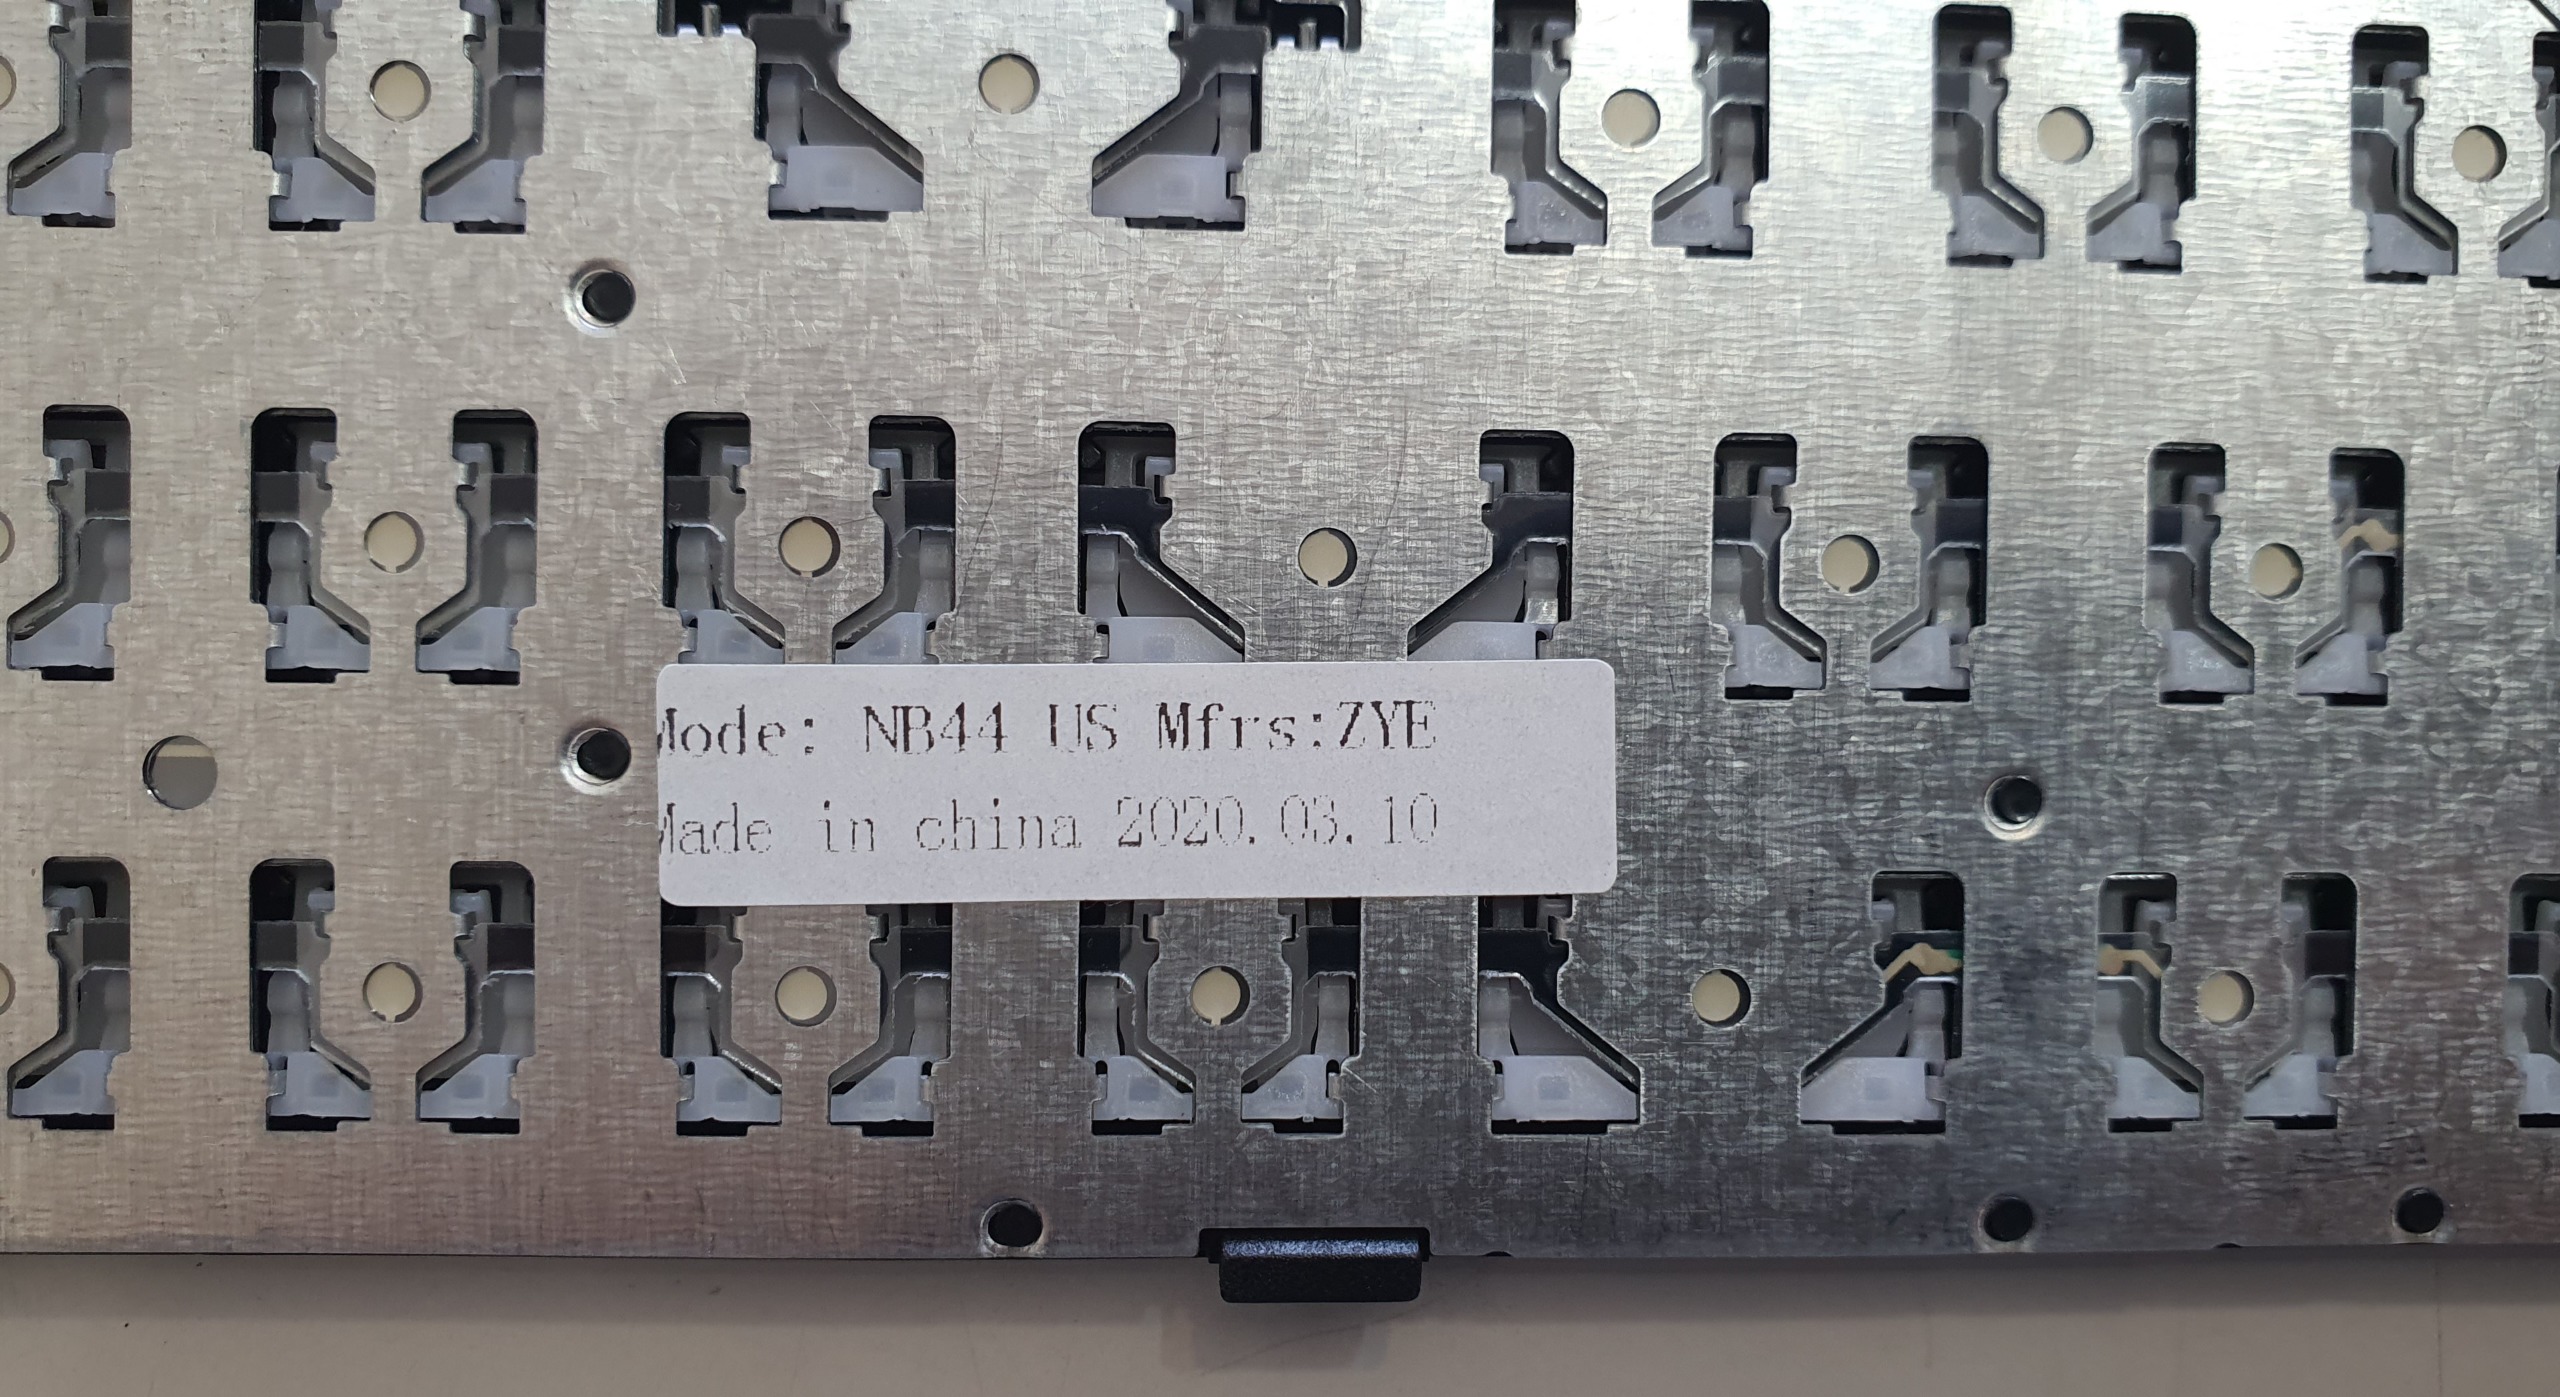 Mode: NB44 US Mfrs:ZYE
Made in china 2020.03.10